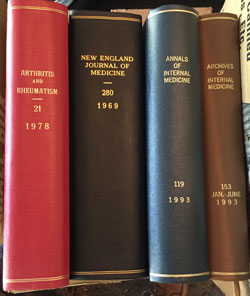 ARTHRITIS
AND
RHEUMATISM
21
1978
NEW ENGLAND
JOURNAL OF
MEDICINE
280
1969
ANNALS
OF
INTERNAL
MEDICINE
119
1993
ARCHIVES OF
INTERNAL
MEDICINE
153
JAN.-JUNE
1993